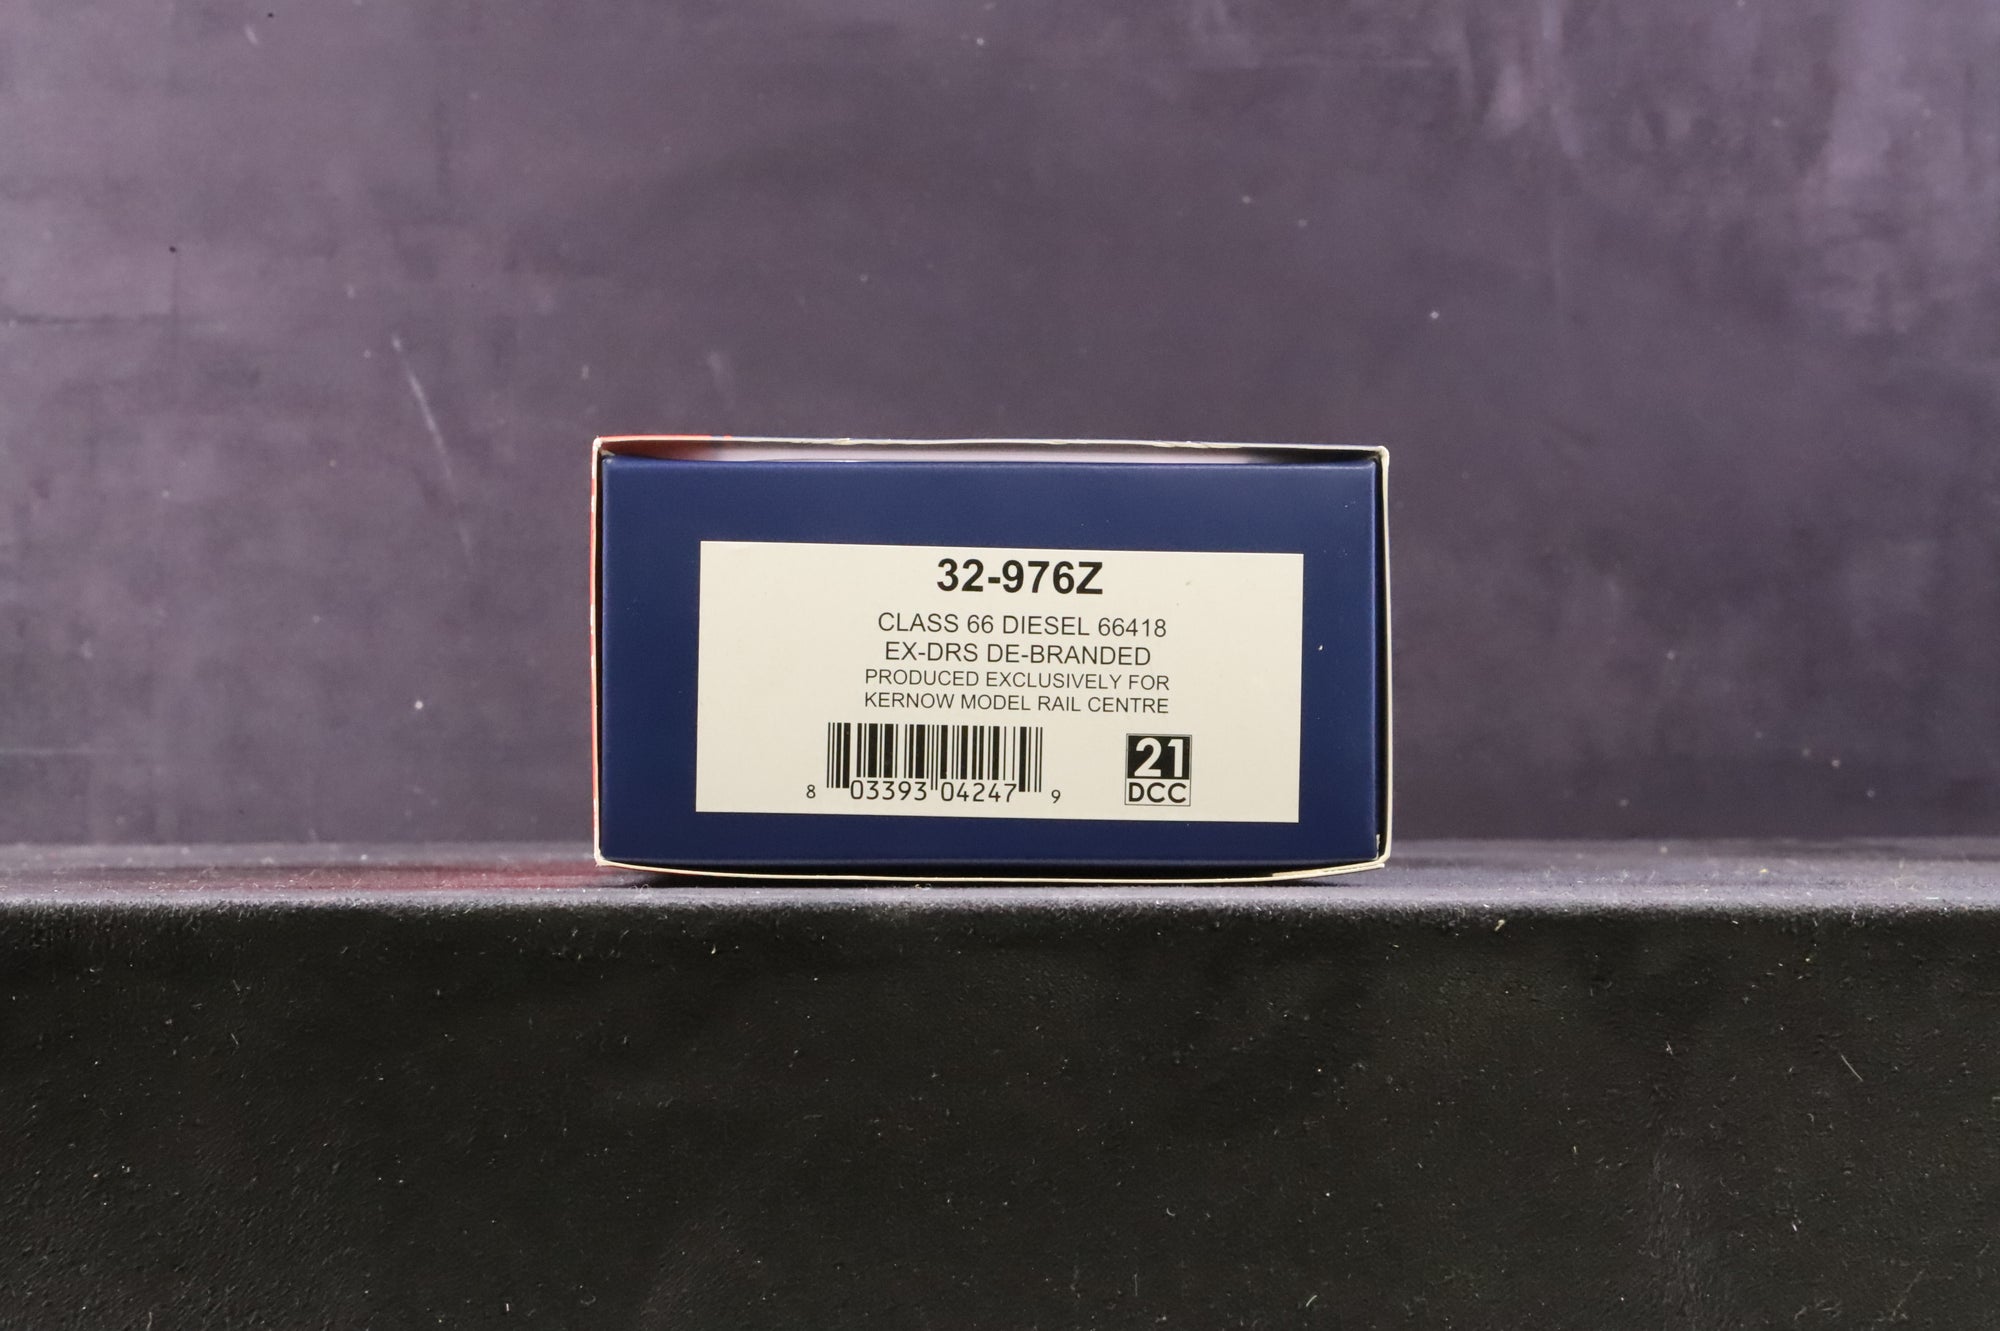 32-976Z
CLASS 66 DIESEL 66418
EX-DRS DE-BRANDED
PRODUCED EXCLUSIVELY FOR
KERNOW MODEL RAIL CENTRE
8 03393 04247 9
21
DCC